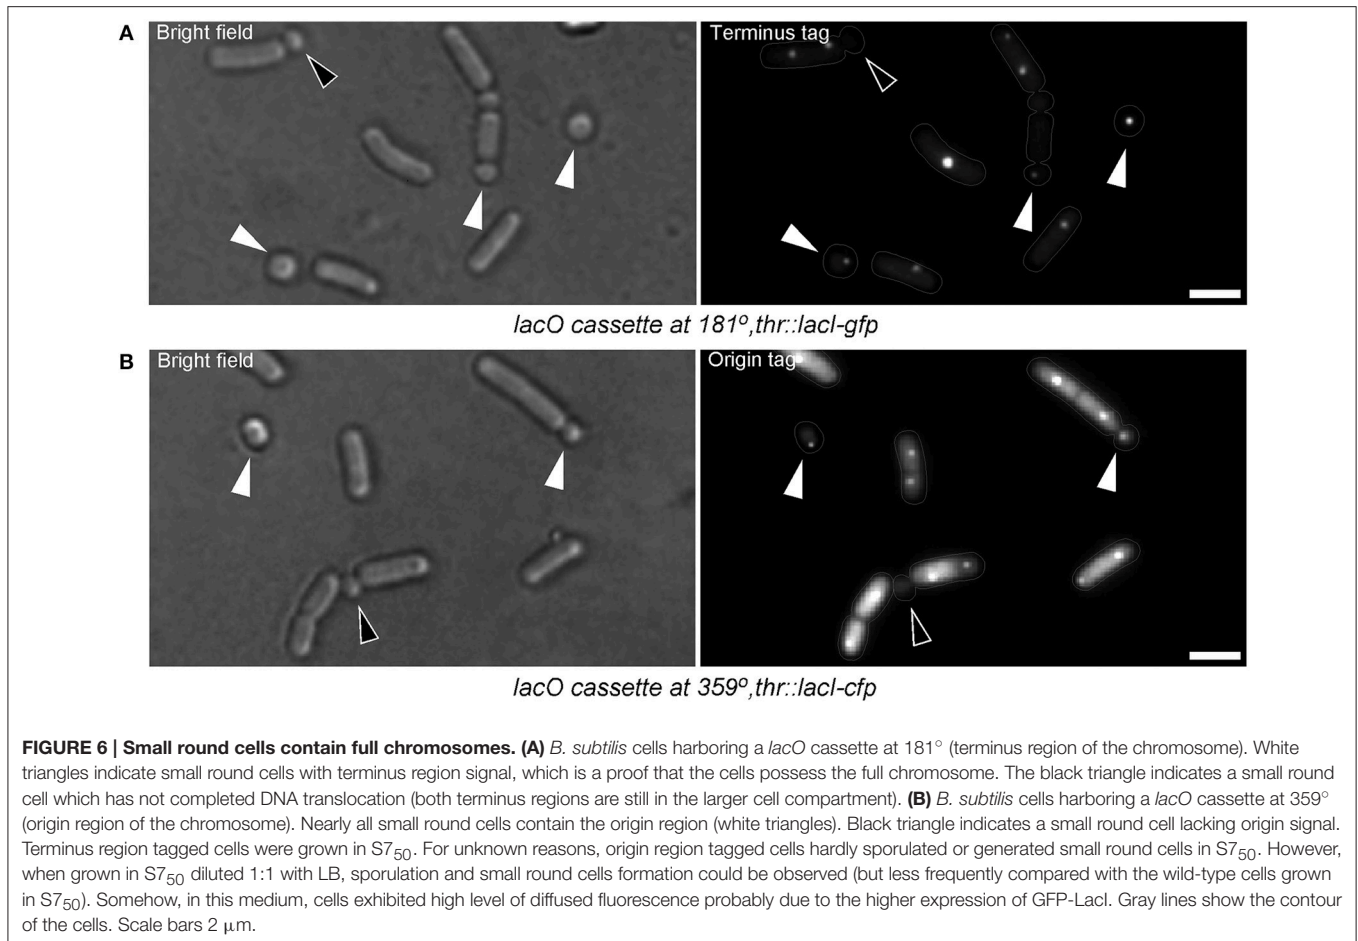 A
Bright field
Terminus tag
lacO cassette at 181º,thr::lacI-gfp
B
Bright field
Origin tag
lacO cassette at 359º,thr::lacI-cfp
FIGURE 6 | Small round cells contain full chromosomes. (A) B. subtilis cells harboring a lacO cassette at 181° (terminus region of the chromosome). White
triangles indicate small round cells with terminus region signal, which is a proof that the cells possess the full chromosome. The black triangle indicates a small round
cell which has not completed DNA translocation (both terminus regions are still in the larger cell compartment). (B) B. subtilis cells harboring a lacO cassette at 359°
(origin region of the chromosome). Nearly all small round cells contain the origin region (white triangles). Black triangle indicates a small round cell lacking origin signal.
Terminus region tagged cells were grown in S7₅₀. For unknown reasons, origin region tagged cells hardly sporulated or generated small round cells in S7₅₀. However,
when grown in S7₅₀ diluted 1:1 with LB, sporulation and small round cells formation could be observed (but less frequently compared with the wild-type cells grown
in S7₅₀). Somehow, in this medium, cells exhibited high level of diffused fluorescence probably due to the higher expression of GFP-LacI. Gray lines show the contour
of the cells. Scale bars 2 μm.